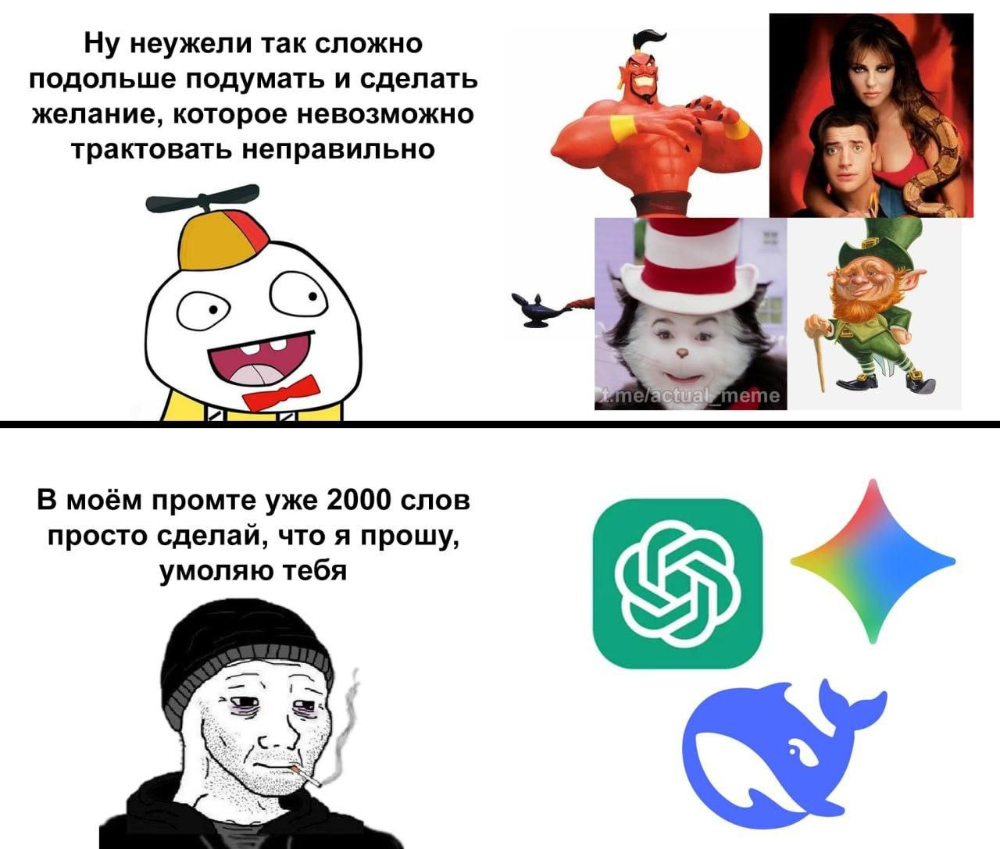 Ну неужели так сложно
подольше подумать и сделать
желание, которое невозможно
трактовать неправильно
t.me/actual_meme
В моём промте уже 2000 слов
просто сделай, что я прошу,
умоляю тебя